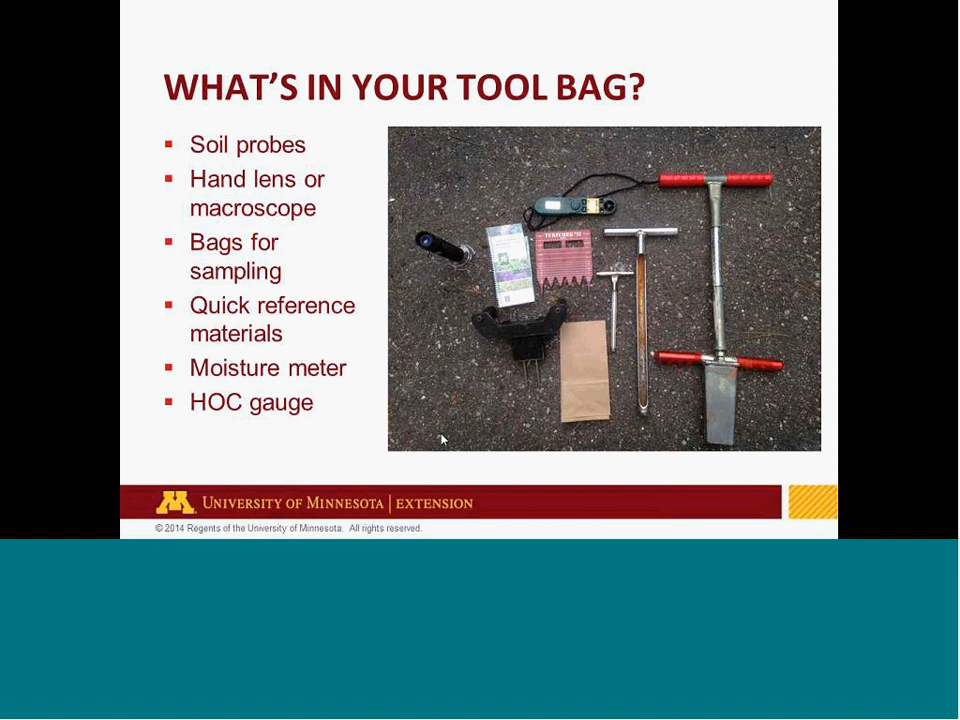 WHAT’S IN YOUR TOOL BAG?
▪ Soil probes
▪ Hand lens or
macroscope
▪ Bags for
sampling
▪ Quick reference
materials
▪ Moisture meter
▪ HOC gauge
M UNIVERSITY OF MINNESOTA | EXTENSION
© 2014 Regents of the University of Minnesota. All rights reserved.